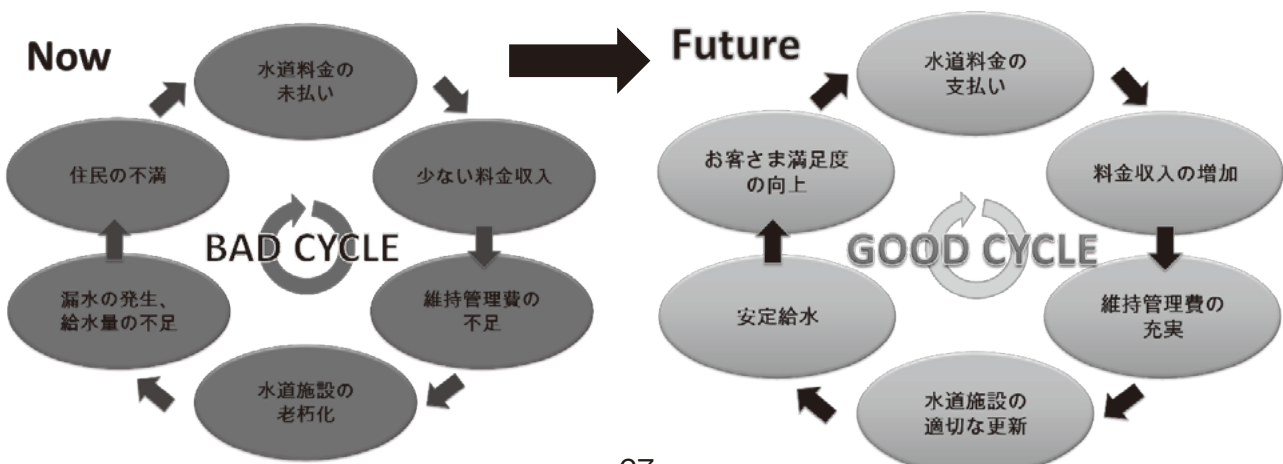 Now
水道料金の
未払い
少ない料金収入
維持管理費の
不足
水道施設の
老朽化
漏水の発生、
給水量の不足
住民の不満
BAD CYCLE
Future
水道料金の
支払い
料金収入の増加
維持管理費の
充実
水道施設の
適切な更新
安定給水
お客さま満足度
の向上
GOOD CYCLE